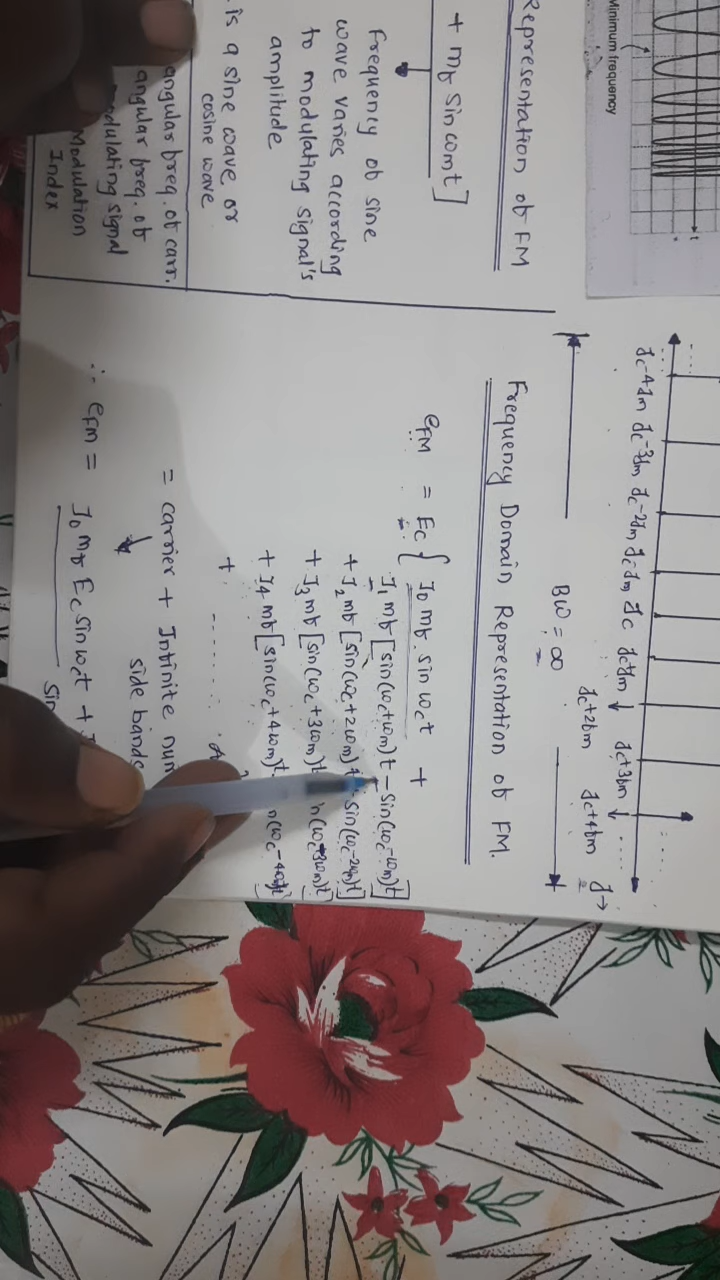 Minimum frequency
t
Representation of FM
+ mf sin ωmt]
Frequency of sine
wave varies according
to modulating signal's
amplitude
is a sine wave or
cosine wave
angular freq. of carr.
angular freq. of
modulating signal
Modulation
Index
fc-4fm fc-3fm fc-2fm fc-fm fc fc+fm fc+2fm fc+3fm fc+4fm f→
BW = ∞
Frequency Domain Representation of FM.
eFM = Ec { J0 mf. sin ωct +
J1 mf [sin(ωc+ωm)t - sin(ωc-ωm)t]
+ J2 mf [sin(ωc+2ωm)t - sin(ωc-2ωm)t]
+ J3 mf [sin(ωc+3ωm)t (ωc-3ωm)t]
+ J4 mf [sin(ωc+4ωm)t (ωc-4ωm)t]
+ .......
= carrier + Infinite
side bands
∴ eFM = J0 mf Ec sin ωct +